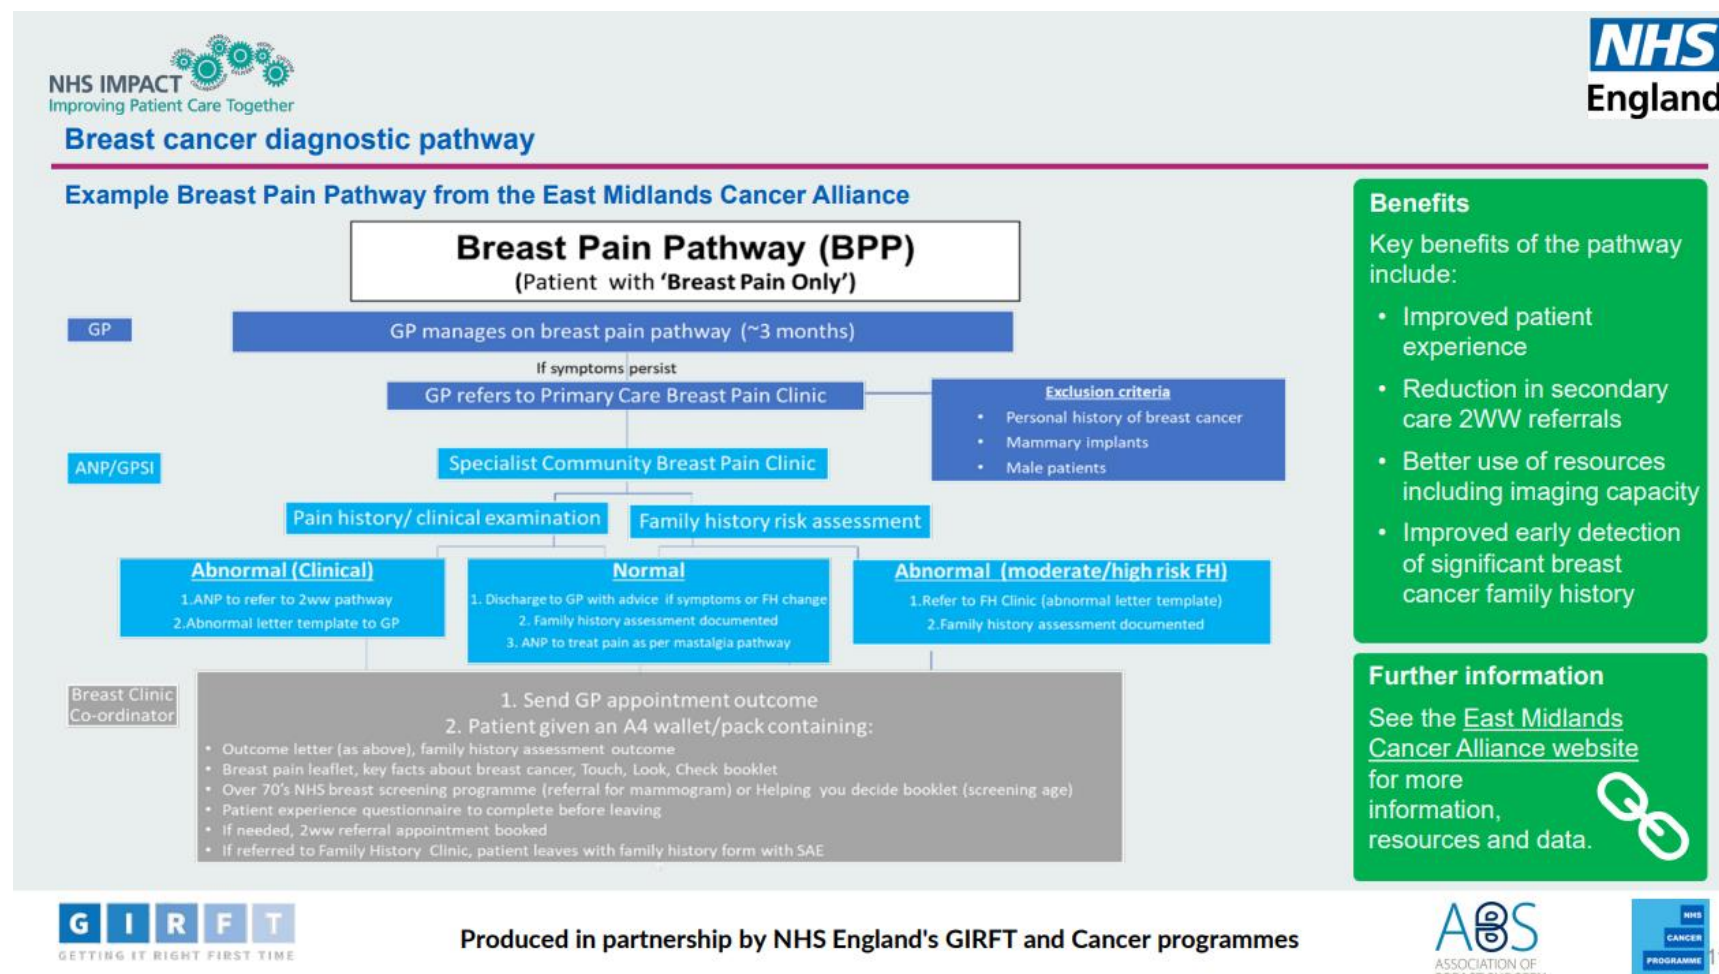 NHS IMPACT
Improving Patient Care Together
NHS
England
Breast cancer diagnostic pathway
Example Breast Pain Pathway from the East Midlands Cancer Alliance
Breast Pain Pathway (BPP)
(Patient with ‘Breast Pain Only’)
GP
GP manages on breast pain pathway (~3 months)
If symptoms persist
GP refers to Primary Care Breast Pain Clinic
Exclusion criteria
• Personal history of breast cancer
• Mammary implants
• Male patients
ANP/GPSI
Specialist Community Breast Pain Clinic
Pain history/ clinical examination
Family history risk assessment
Abnormal (Clinical)
1.ANP to refer to 2ww pathway
2.Abnormal letter template to GP
Normal
1. Discharge to GP with advice if symptoms or FH change
2. Family history assessment documented
3. ANP to treat pain as per mastalgia pathway
Abnormal (moderate/high risk FH)
1.Refer to FH Clinic (abnormal letter template)
2.Family history assessment documented
Breast Clinic
Co-ordinator
1. Send GP appointment outcome
2. Patient given an A4 wallet/pack containing:
• Outcome letter (as above), family history assessment outcome
• Breast pain leaflet, key facts about breast cancer, Touch, Look, Check booklet
• Over 70’s NHS breast screening programme (referral for mammogram) or Helping you decide booklet (screening age)
• Patient experience questionnaire to complete before leaving
• If needed, 2ww referral appointment booked
• If referred to Family History Clinic, patient leaves with family history form with SAE
Benefits
Key benefits of the pathway
include:
• Improved patient
experience
• Reduction in secondary
care 2WW referrals
• Better use of resources
including imaging capacity
• Improved early detection
of significant breast
cancer family history
Further information
See the East Midlands
Cancer Alliance website
for more
information,
resources and data.
GIRFT
GETTING IT RIGHT FIRST TIME
Produced in partnership by NHS England's GIRFT and Cancer programmes
ABS
ASSOCIATION OF
NHS
CANCER
PROGRAMME